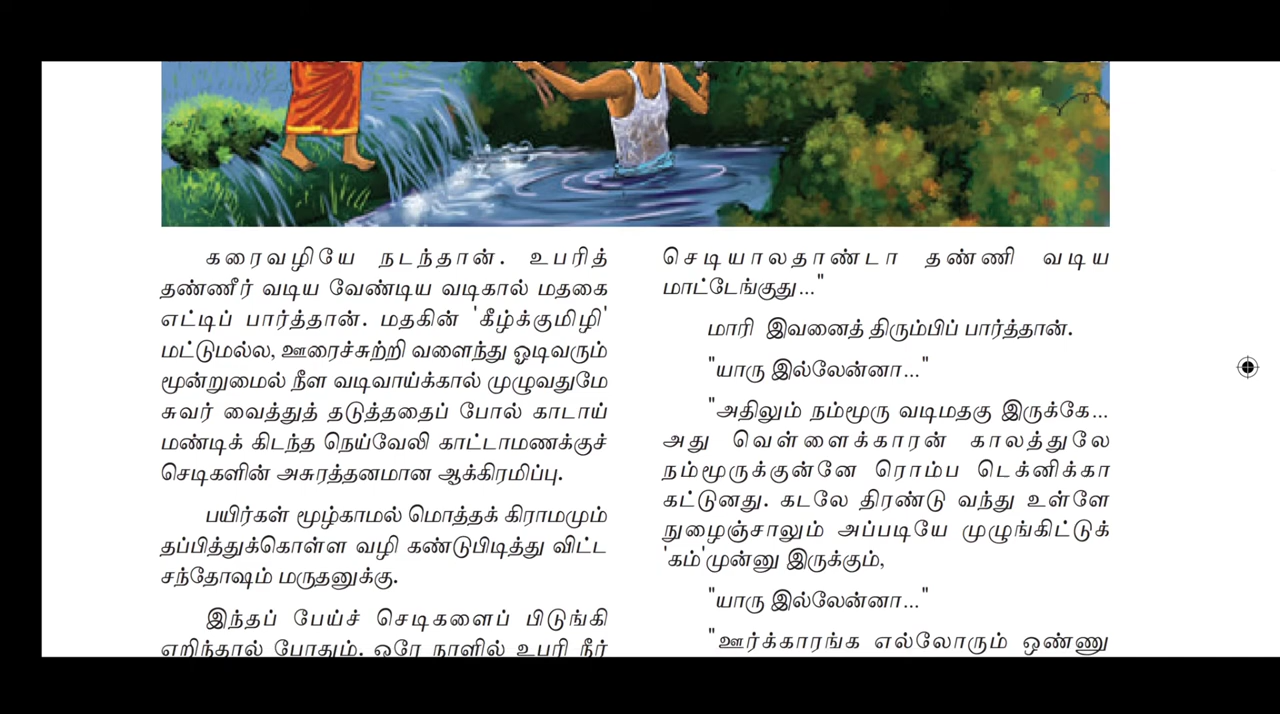 கரைவழியே நடந்தான். உபரித்
தண்ணீர் வடிய வேண்டிய வடிகால் மதகை
எட்டிப் பார்த்தான். மதகின் 'கீழ்க்குமிழி'
மட்டுமல்ல, ஊரைச்சுற்றி வளைந்து ஓடிவரும்
மூன்றுமைல் நீள வடிவாய்க்கால் முழுவதுமே
சுவர் வைத்துத் தடுத்ததைப் போல் காடாய்
மண்டிக் கிடந்த நெய்வேலி காட்டாமணக்குச்
செடிகளின் அசுரத்தனமான ஆக்கிரமிப்பு.
பயிர்கள் மூழ்காமல் மொத்தக் கிராமமும்
தப்பித்துக்கொள்ள வழி கண்டுபிடித்து விட்ட
சந்தோஷம் மருதனுக்கு.
இந்தப் பேய்ச் செடிகளைப் பிடுங்கி
எறிந்தால் போதும். ஒரே நாளில் உபரி நீர்
செடியாலதாண்டா தண்ணி வடிய
மாட்டேங்குது..."
மாரி இவனைத் திரும்பிப் பார்த்தான்.
"யாரு இல்லேன்னா..."
"அதிலும் நம்மூரு வடிமதகு இருக்கே...
அது வெள்ளைக்காரன் காலத்துலே
நம்மூருக்குன்னே ரொம்ப டெக்னிக்கா
கட்டுனது. கடலே திரண்டு வந்து உள்ளே
நுழைஞ்சாலும் அப்படியே முழுங்கிட்டுக்
'கம்'முன்னு இருக்கும்,
"யாரு இல்லேன்னா..."
"ஊர்க்காரங்க எல்லோரும் ஒண்ணு